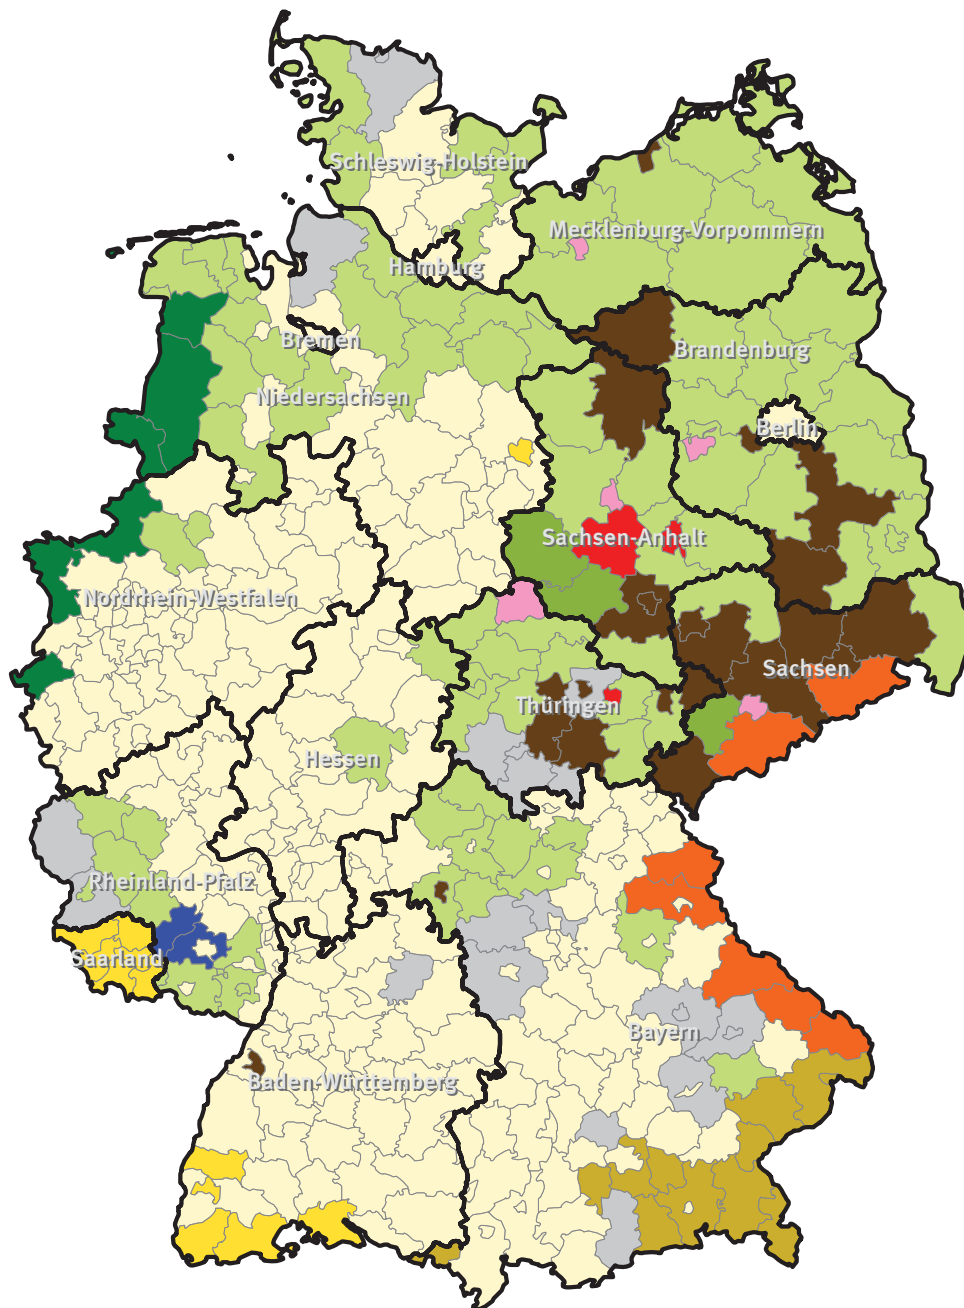 Schleswig-Holstein
Mecklenburg-Vorpommern
Hamburg
Bremen
Brandenburg
Niedersachsen
Berlin
Sachsen-Anhalt
Nordrhein-Westfalen
Sachsen
Thüringen
Hessen
Rheinland-Pfalz
Saarland
Bayern
Baden-Württemberg